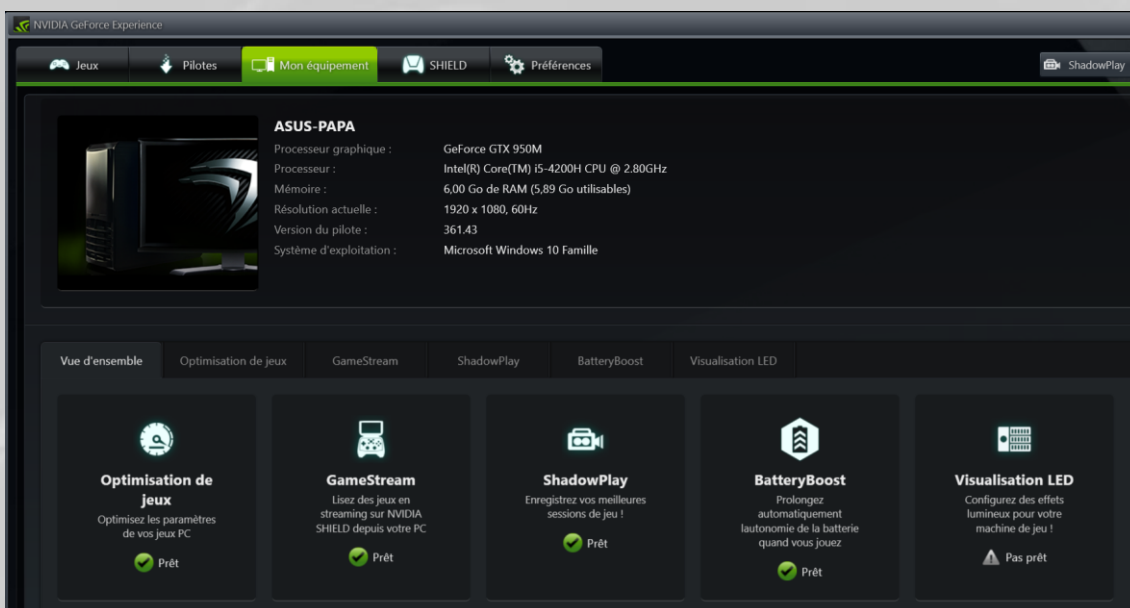 NVIDIA GeForce Experience
Jeux
Pilotes
Mon équipement
SHIELD
Préférences
ShadowPlay
ASUS-PAPA
Processeur graphique : GeForce GTX 950M
Processeur : Intel(R) Core(TM) i5-4200H CPU @ 2.80GHz
Mémoire : 6,00 Go de RAM (5,89 Go utilisables)
Résolution actuelle : 1920 x 1080, 60Hz
Version du pilote : 361.43
Système d'exploitation : Microsoft Windows 10 Famille
Vue d'ensemble
Optimisation de jeux
GameStream
ShadowPlay
BatteryBoost
Visualisation LED
Optimisation de
jeux
Optimisez les paramètres
de vos jeux PC
Prêt
GameStream
Lisez des jeux en
streaming sur NVIDIA
SHIELD depuis votre PC
Prêt
ShadowPlay
Enregistrez vos meilleures
sessions de jeu !
Prêt
BatteryBoost
Prolongez
automatiquement
lautonomie de la batterie
quand vous jouez
Prêt
Visualisation LED
Configurez des effets
lumineux pour votre
machine de jeu !
Pas prêt